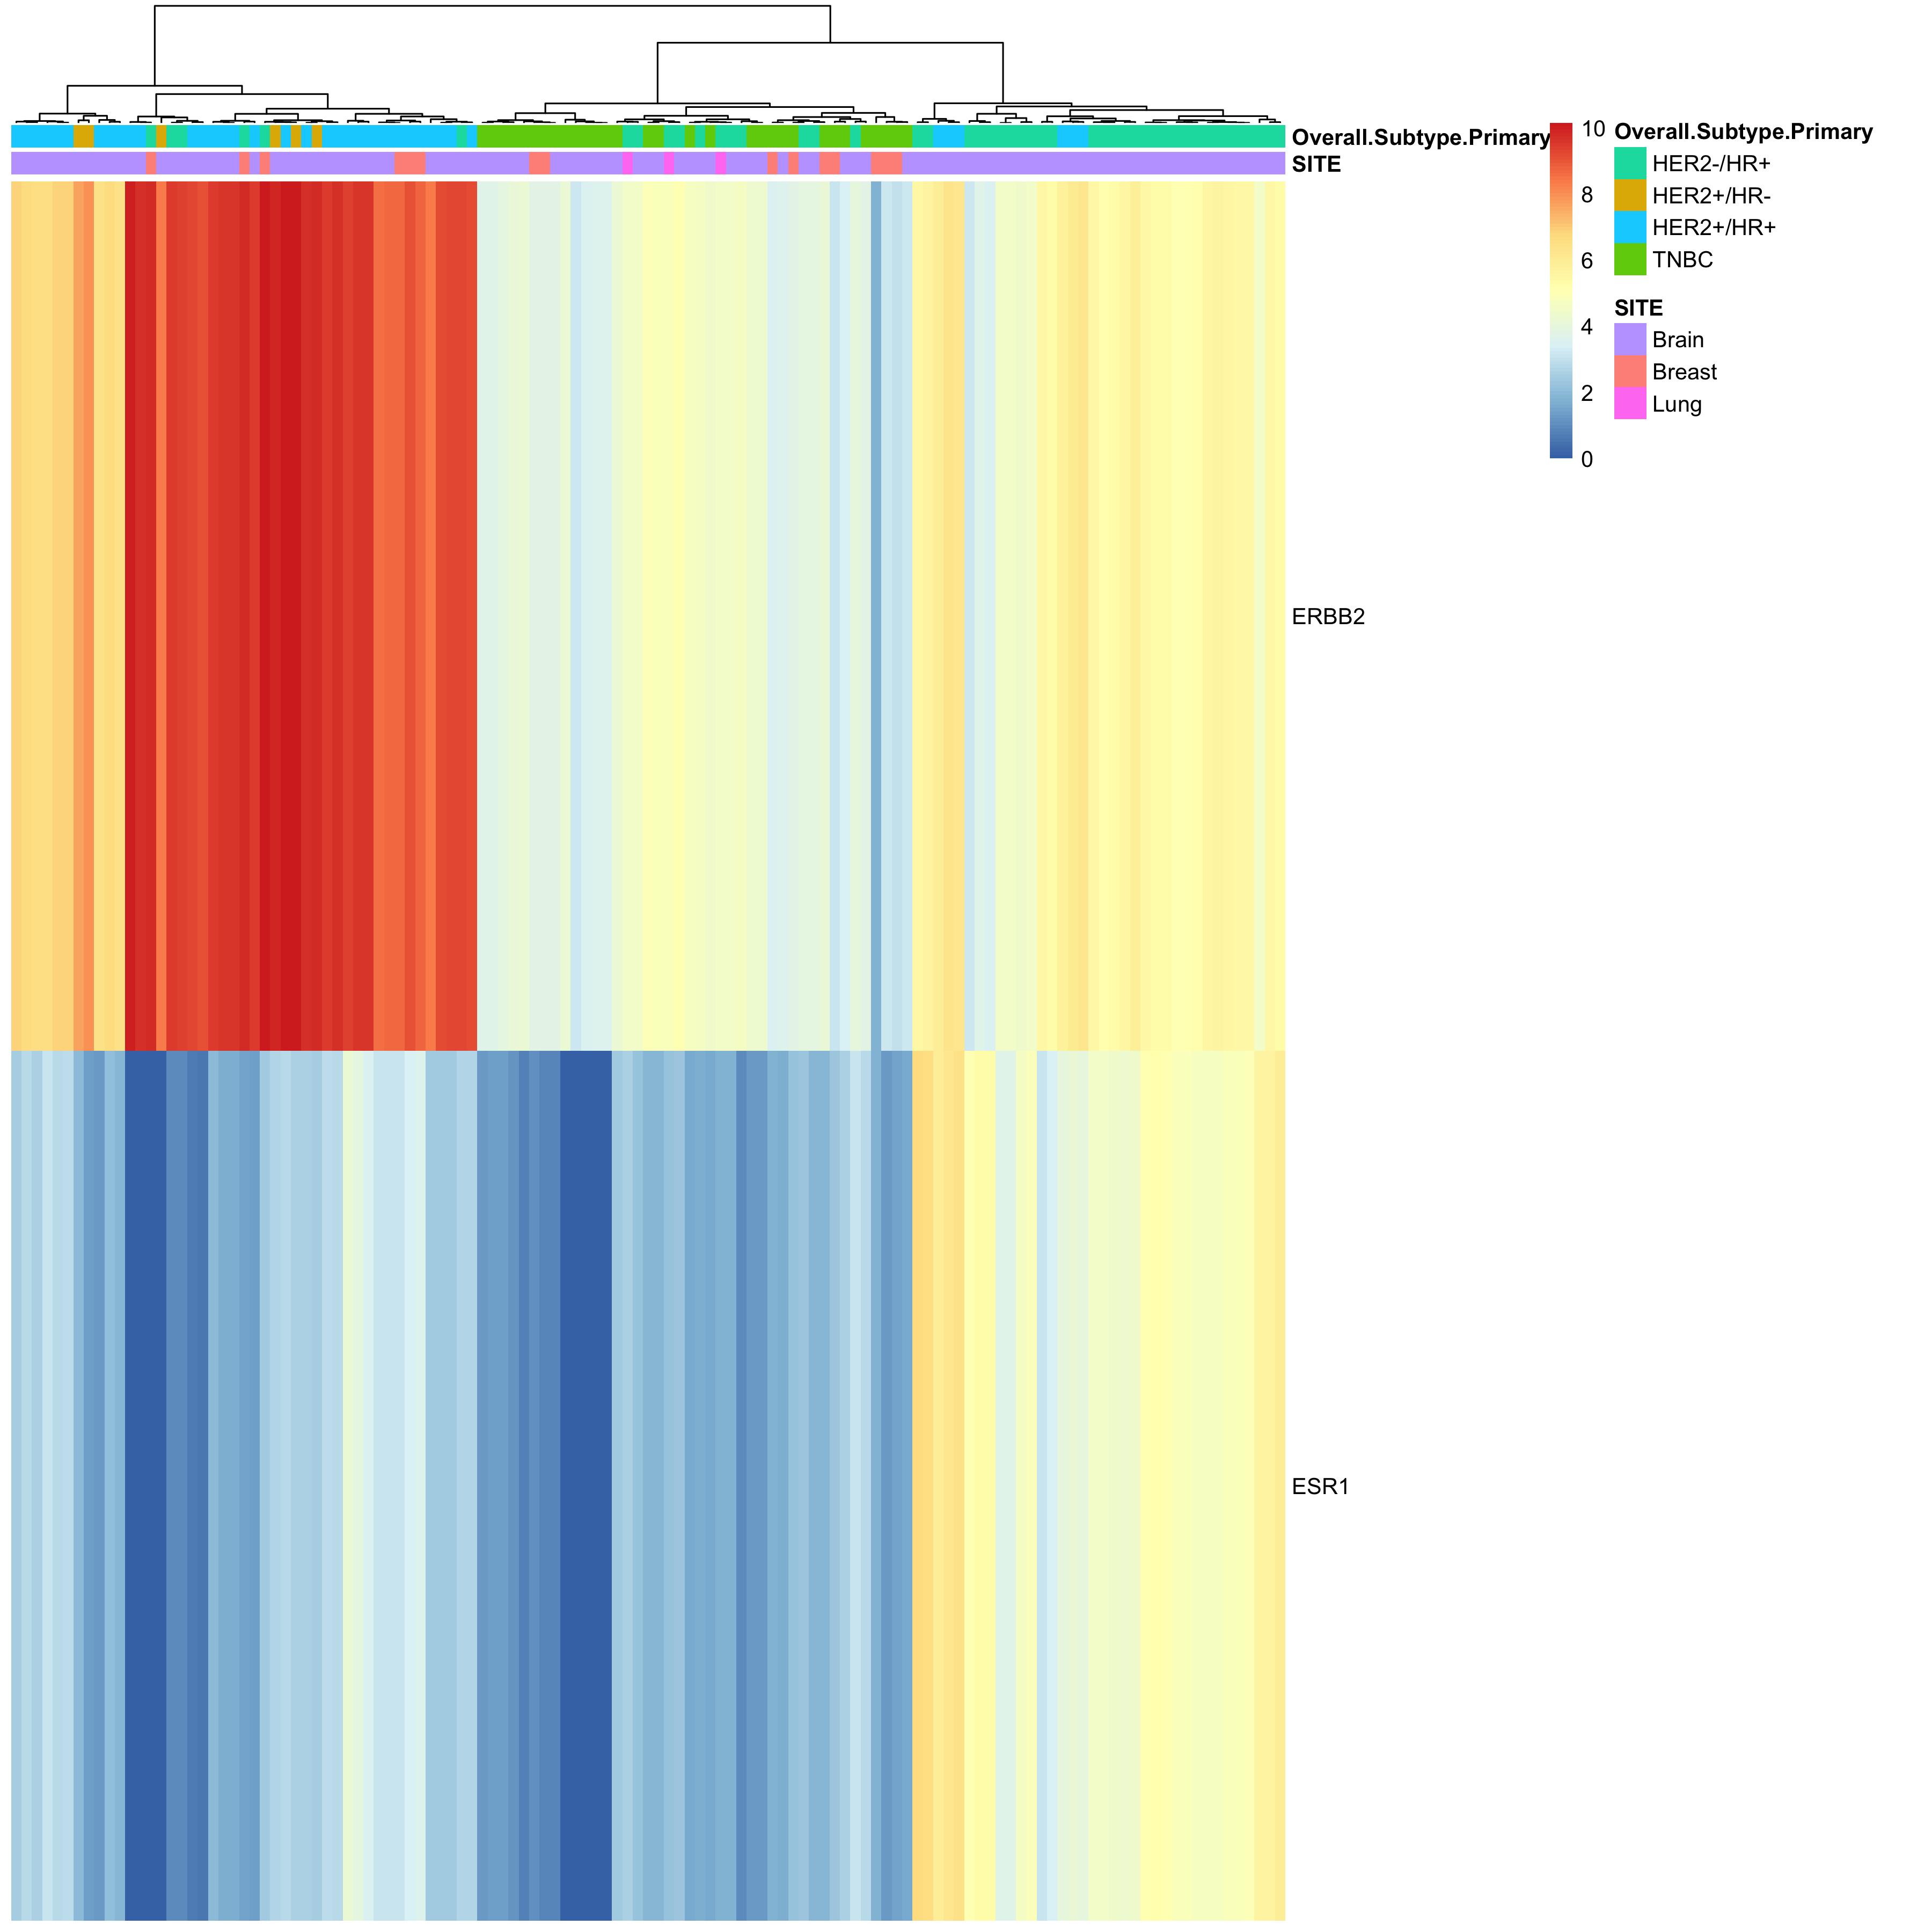 Overall.Subtype.Primary
SITE
ERBB2
ESR1
10
8
6
4
2
0
Overall.Subtype.Primary
HER2-/HR+
HER2+/HR-
HER2+/HR+
TNBC
SITE
Brain
Breast
Lung